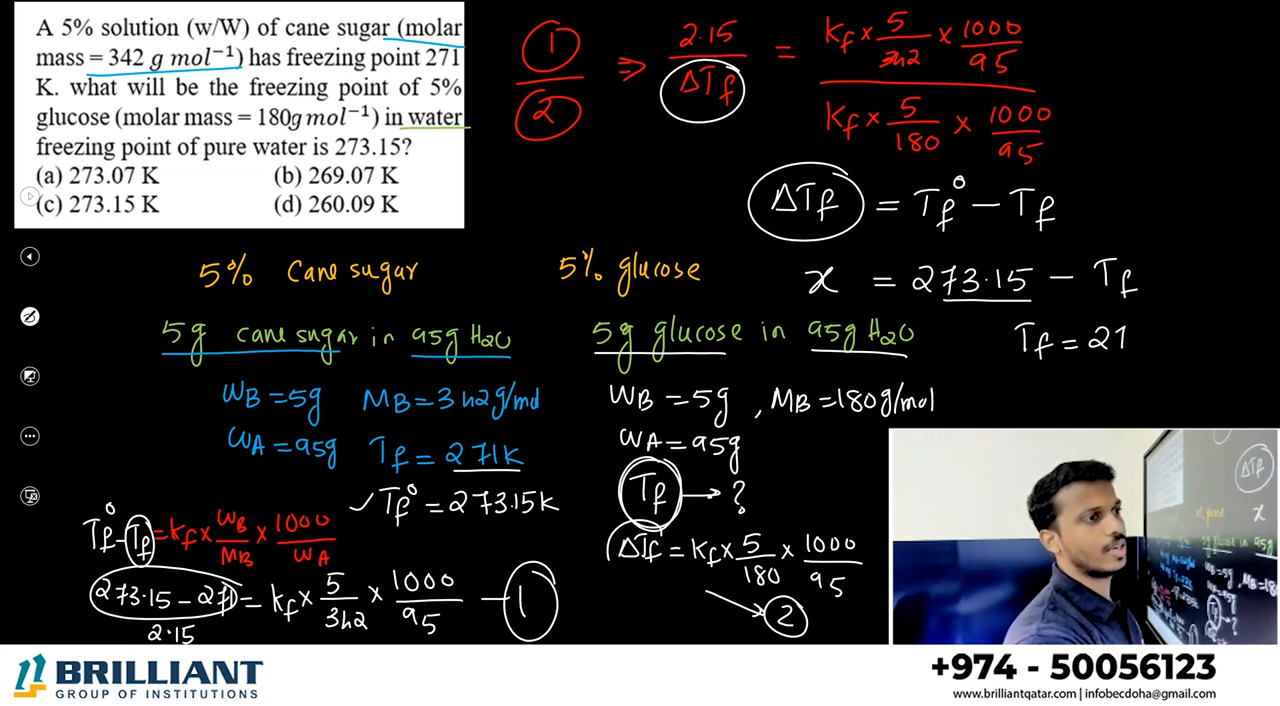 A 5% solution (w/W) of cane sugar (molar
mass = 342 g mol⁻¹) has freezing point 271
K. what will be the freezing point of 5%
glucose (molar mass = 180g mol⁻¹) in water
freezing point of pure water is 273.15?
(a) 273.07 K (b) 269.07 K
(c) 273.15 K (d) 260.09 K
1/2 ⇒ 2.15/ΔTf = (Kf × 5/342 × 1000/95)/(Kf × 5/180 × 1000/95)
ΔTf = Tf° − Tf
x = 273.15 − Tf
Tf = 27
5% Cane sugar
5g cane sugar in 95g H2O
WB = 5g MB = 342g/mol
WA = 95g Tf = 271K
✓ Tf° = 273.15K
Tf° − Tf = Kf × WB/MB × 1000/WA
273.15 − 271 = Kf × 5/342 × 1000/95 — 1
2.15
5% glucose
5g glucose in 95g H2O
WB = 5g , MB = 180g/mol
WA = 95g
Tf → ?
ΔTf = Kf × 5/180 × 1000/95
→ 2
BRILLIANT
GROUP OF INSTITUTIONS
+974 - 50056123
www.brilliantqatar.com | infobecdoha@gmail.com